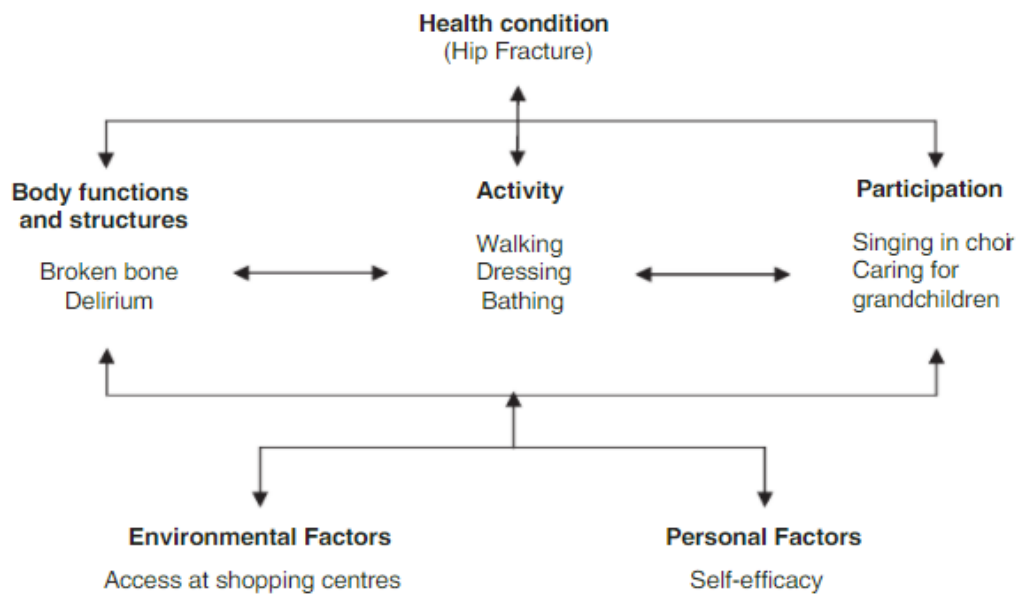 Health condition
(Hip Fracture)
Body functions
and structures
Broken bone
Delirium
Activity
Walking
Dressing
Bathing
Participation
Singing in choir
Caring for
grandchildren
Environmental Factors
Access at shopping centres
Personal Factors
Self-efficacy